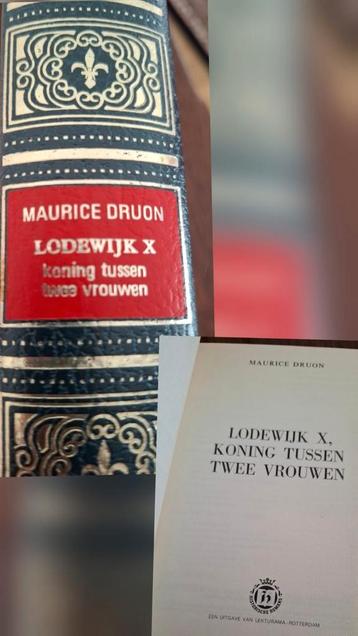 MAURICE DRUON
LODEWIJK X
koning tussen
twee vrouwen
MAURICE DRUON
LODEWIJK X,
KONING TUSSEN
TWEE VROUWEN
EEN UITGAVE VAN LEKTURAMA - ROTTERDAM